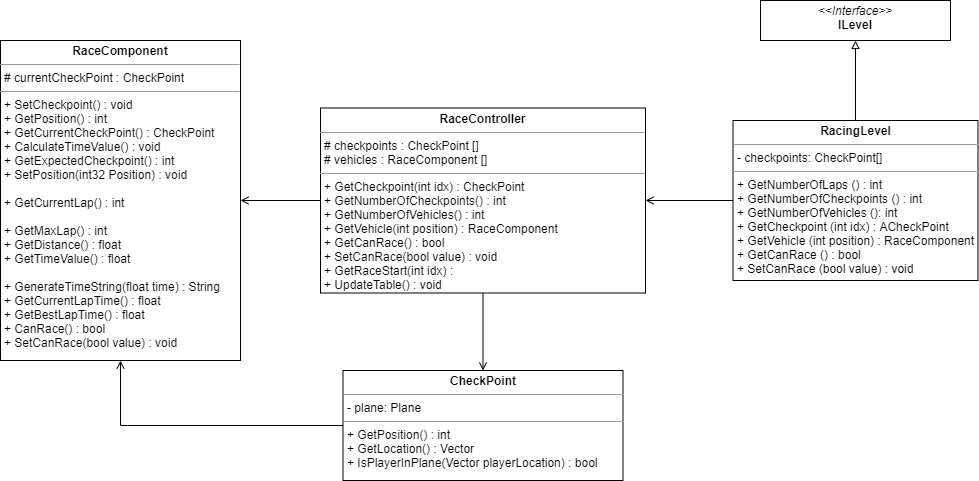 <<Interface>>
ILevel
RaceComponent
# currentCheckPoint : CheckPoint
+ SetCheckpoint() : void
+ GetPosition() : int
+ GetCurrentCheckPoint() : CheckPoint
+ CalculateTimeValue() : void
+ GetExpectedCheckpoint() : int
+ SetPosition(int32 Position) : void
+ GetCurrentLap() : int
+ GetMaxLap() : int
+ GetDistance() : float
+ GetTimeValue() : float
+ GenerateTimeString(float time) : String
+ GetCurrentLapTime() : float
+ GetBestLapTime() : float
+ CanRace() : bool
+ SetCanRace(bool value) : void
RaceController
# checkpoints : CheckPoint []
# vehicles : RaceComponent []
+ GetCheckpoint(int idx) : CheckPoint
+ GetNumberOfCheckpoints() : int
+ GetNumberOfVehicles() : int
+ GetVehicle(int position) : RaceComponent
+ GetCanRace() : bool
+ SetCanRace(bool value) : void
+ GetRaceStart(int idx) :
+ UpdateTable() : void
RacingLevel
- checkpoints: CheckPoint[]
+ GetNumberOfLaps () : int
+ GetNumberOfCheckpoints () : int
+ GetNumberOfVehicles (): int
+ GetCheckpoint (int idx) : ACheckPoint
+ GetVehicle (int position) : RaceComponent
+ GetCanRace () : bool
+ SetCanRace (bool value) : void
CheckPoint
- plane: Plane
+ GetPosition() : int
+ GetLocation() : Vector
+ IsPlayerInPlane(Vector playerLocation) : bool